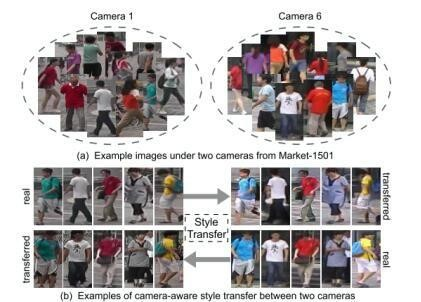 Camera 1
Camera 6
(a) Example images under two cameras from Market-1501
real
transferred
Style
Transfer
transferred
real
(b) Examples of camera-aware style transfer between two cameras